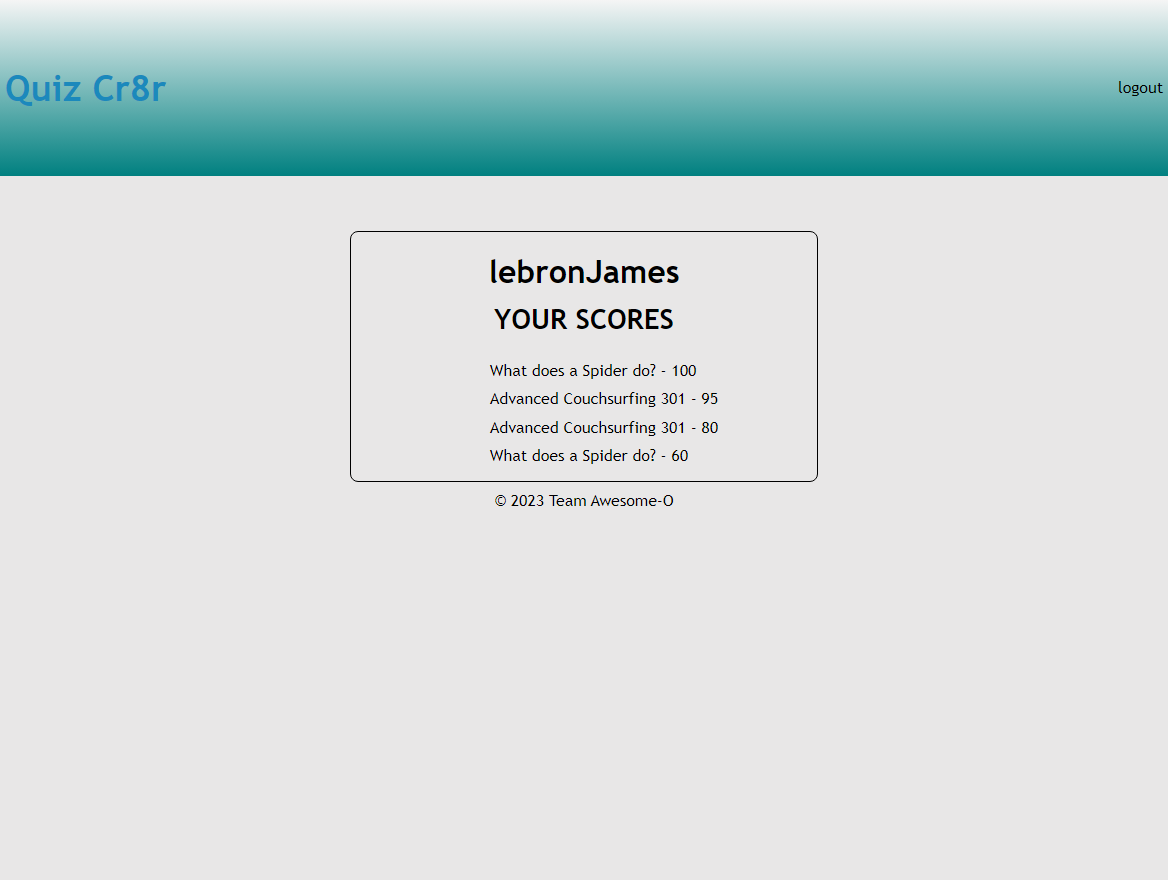 Quiz Cr8r
logout
lebronJames
YOUR SCORES
What does a Spider do? - 100
Advanced Couchsurfing 301 - 95
Advanced Couchsurfing 301 - 80
What does a Spider do? - 60
© 2023 Team Awesome-O